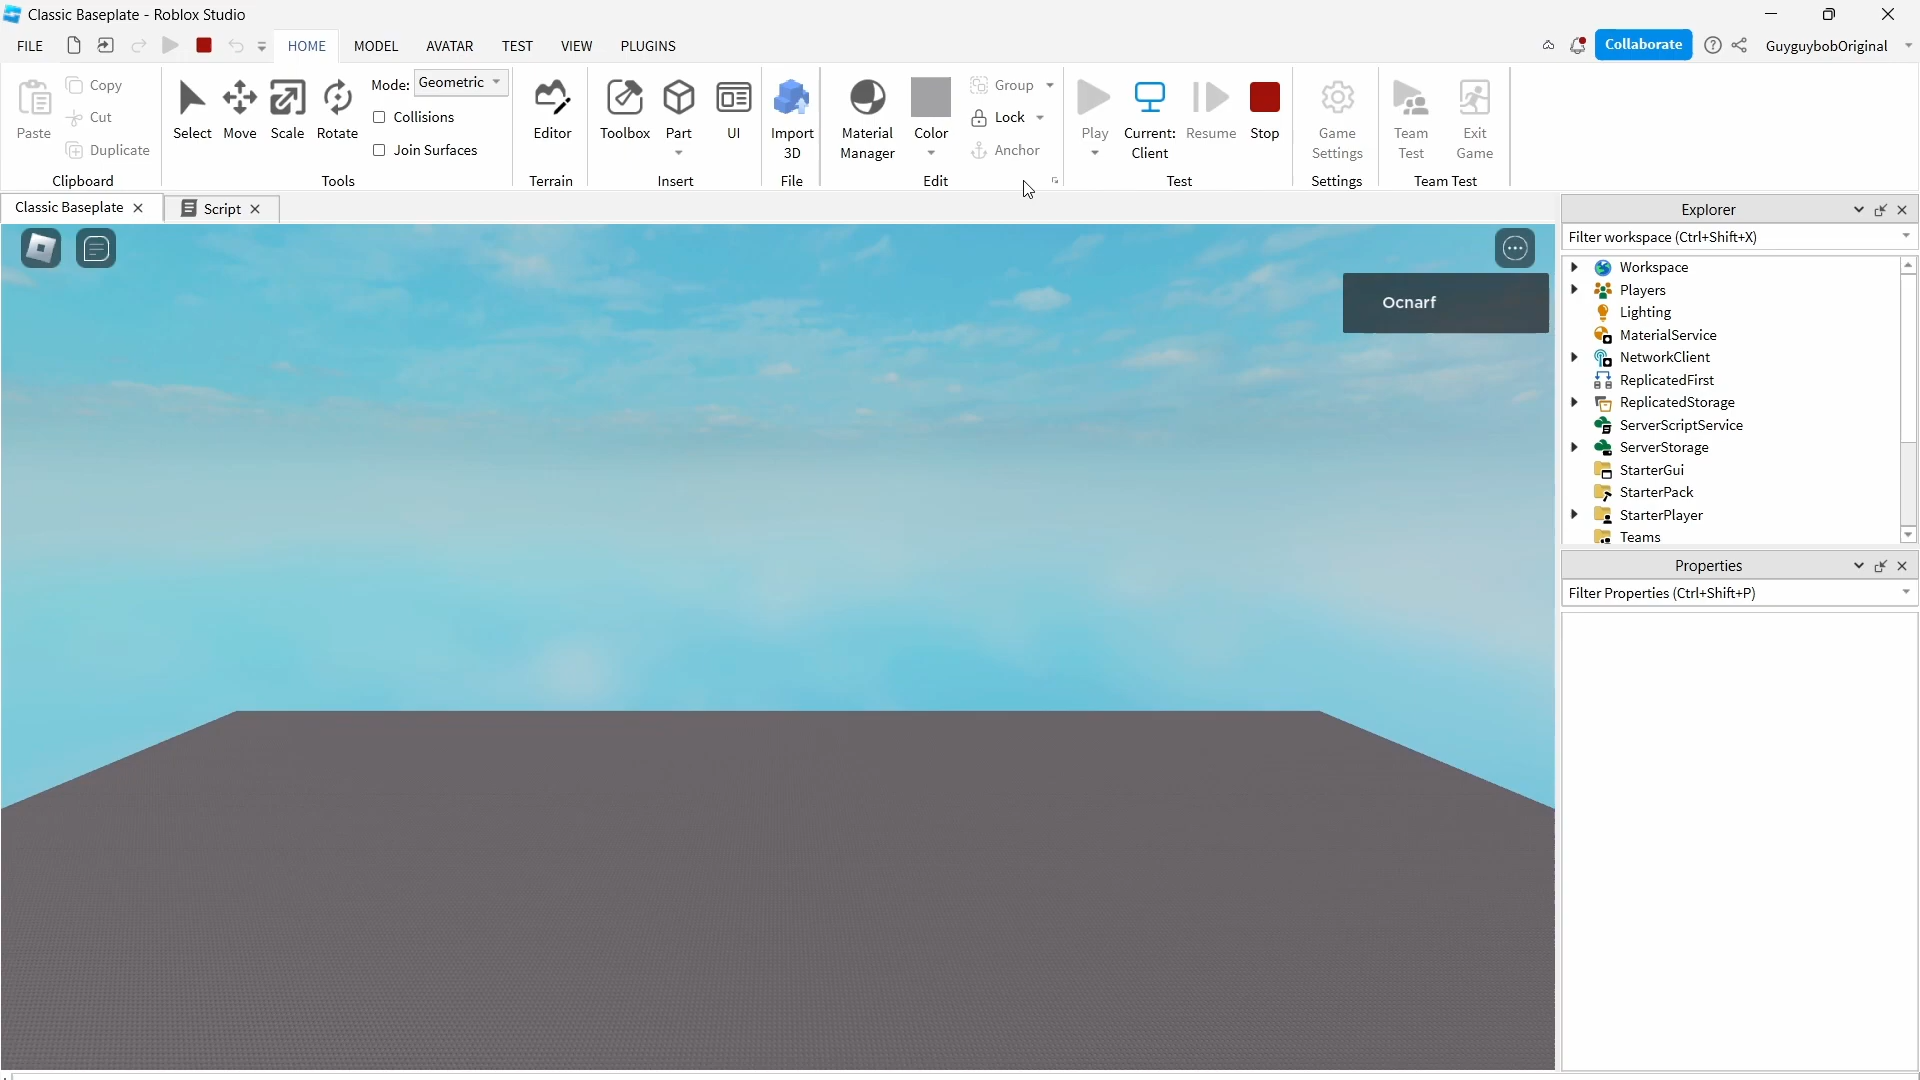 Classic Baseplate - Roblox Studio
FILE HOME MODEL AVATAR TEST VIEW PLUGINS Collaborate GuyguybobOriginal
Paste
Copy
Cut
Duplicate
Clipboard
Select
Move
Scale
Rotate
Mode: Geometric
Collisions
Join Surfaces
Tools
Editor
Terrain
Toolbox
Part
UI
Insert
Import
3D
File
Material
Manager
Color
Group
Lock
Anchor
Edit
Play
Current:
Client
Resume
Stop
Test
Game
Settings
Settings
Team
Test
Exit
Game
Team Test
Classic Baseplate
Script
Ocnarf
Explorer
Filter workspace (Ctrl+Shift+X)
Workspace
Players
Lighting
MaterialService
NetworkClient
ReplicatedFirst
ReplicatedStorage
ServerScriptService
ServerStorage
StarterGui
StarterPack
StarterPlayer
Teams
Properties
Filter Properties (Ctrl+Shift+P)